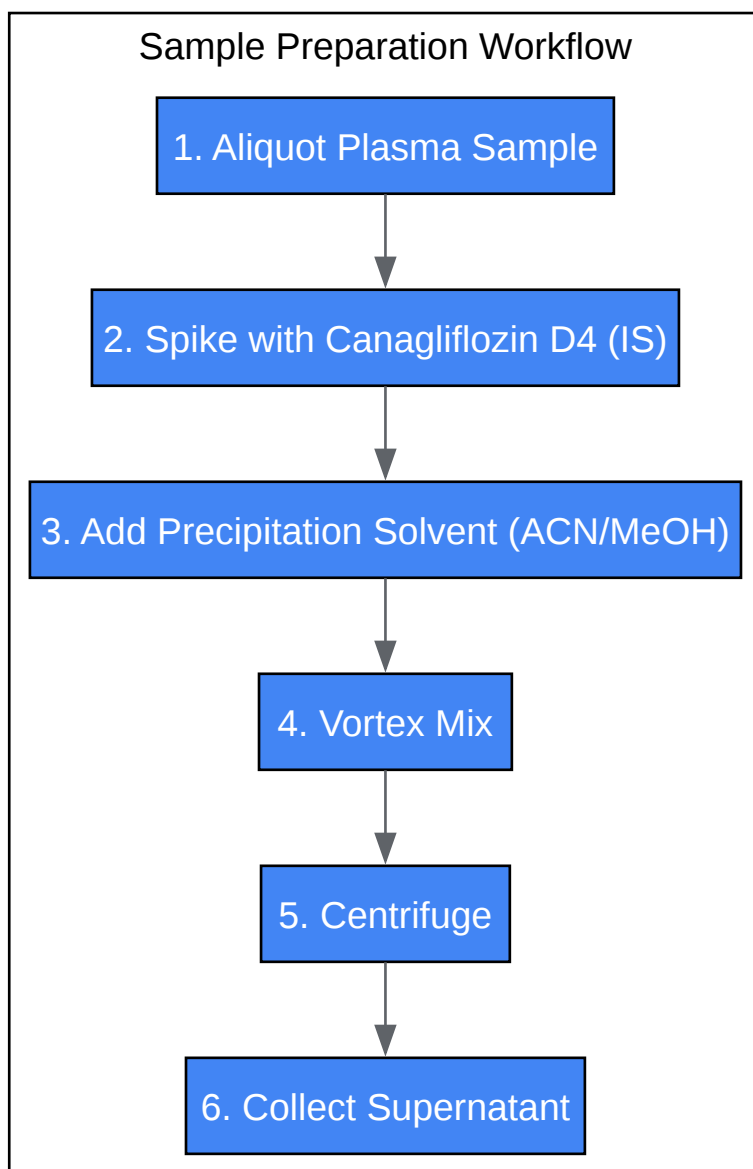 Sample Preparation Workflow
1. Aliquot Plasma Sample
2. Spike with Canagliflozin D4 (IS)
3. Add Precipitation Solvent (ACN/MeOH)
4. Vortex Mix
5. Centrifuge
6. Collect Supernatant